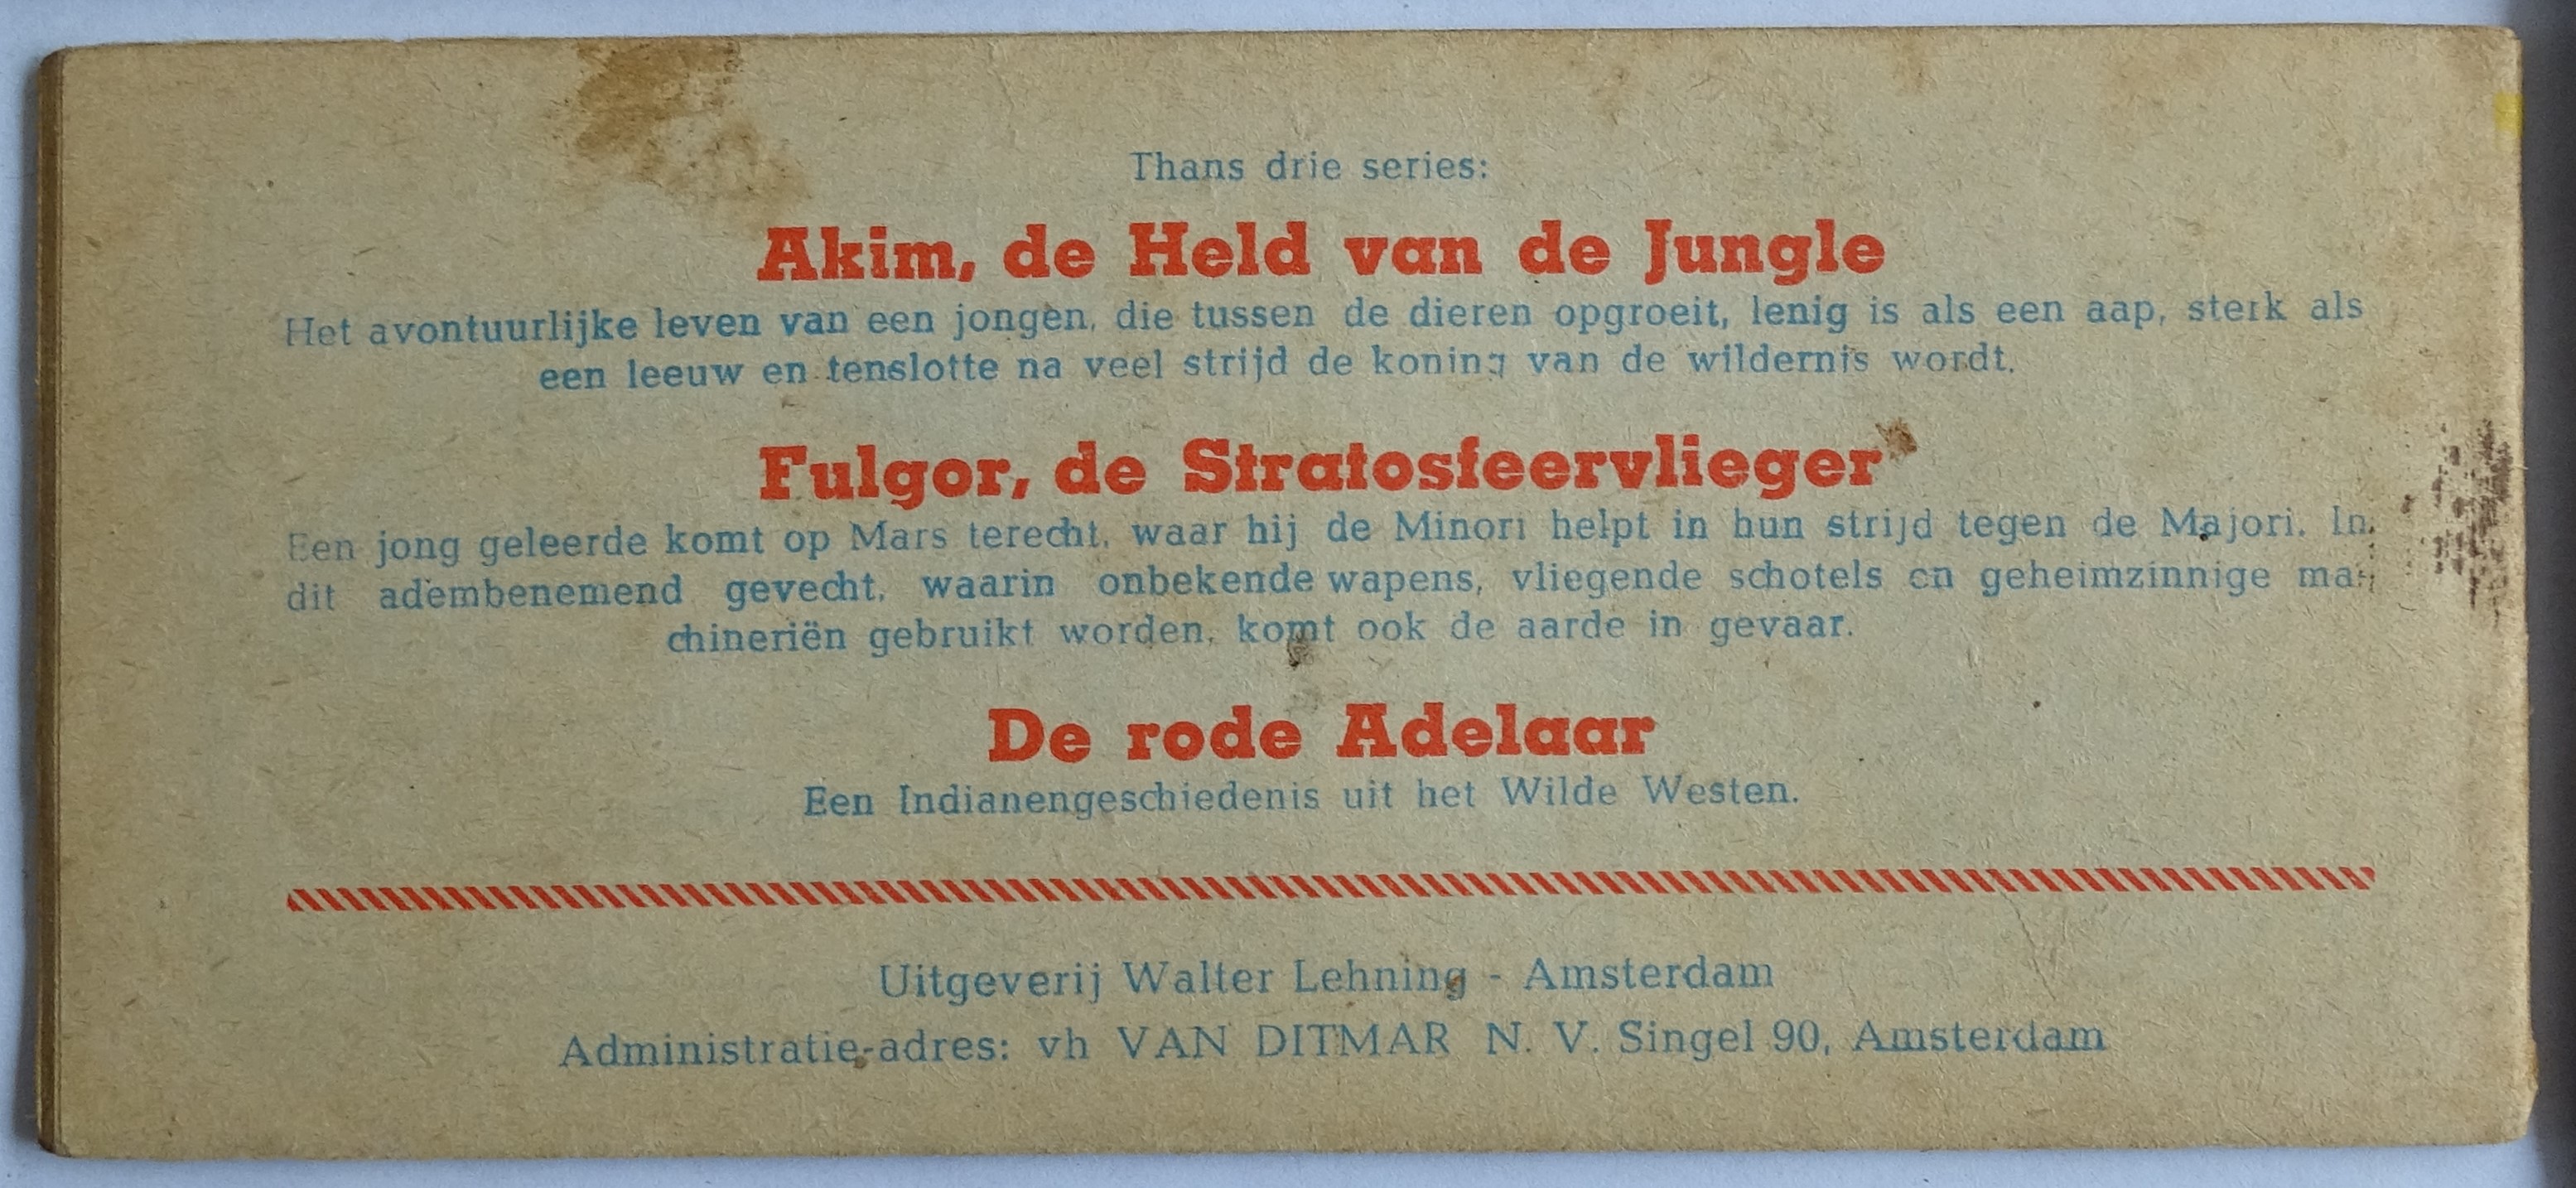 Thans drie series:
Akim, de Held van de Jungle
Het avontuurlijke leven van een jongen, die tussen de dieren opgroeit, lenig is als een aap, sterk als
een leeuw en tenslotte na veel strijd de koning van de wildernis wordt.
Fulgor, de Stratosfeervlieger
Een jong geleerde komt op Mars terecht, waar hij de Minori helpt in hun strijd tegen de Majori. In
dit adembenemend gevecht, waarin onbekende wapens, vliegende schotels en geheimzinnige ma-
chineriën gebruikt worden, komt ook de aarde in gevaar.
De rode Adelaar
Een Indianengeschiedenis uit het Wilde Westen.
Uitgeverij Walter Lehning - Amsterdam
Administratie-adres: vh VAN DITMAR N. V. Singel 90, Amsterdam